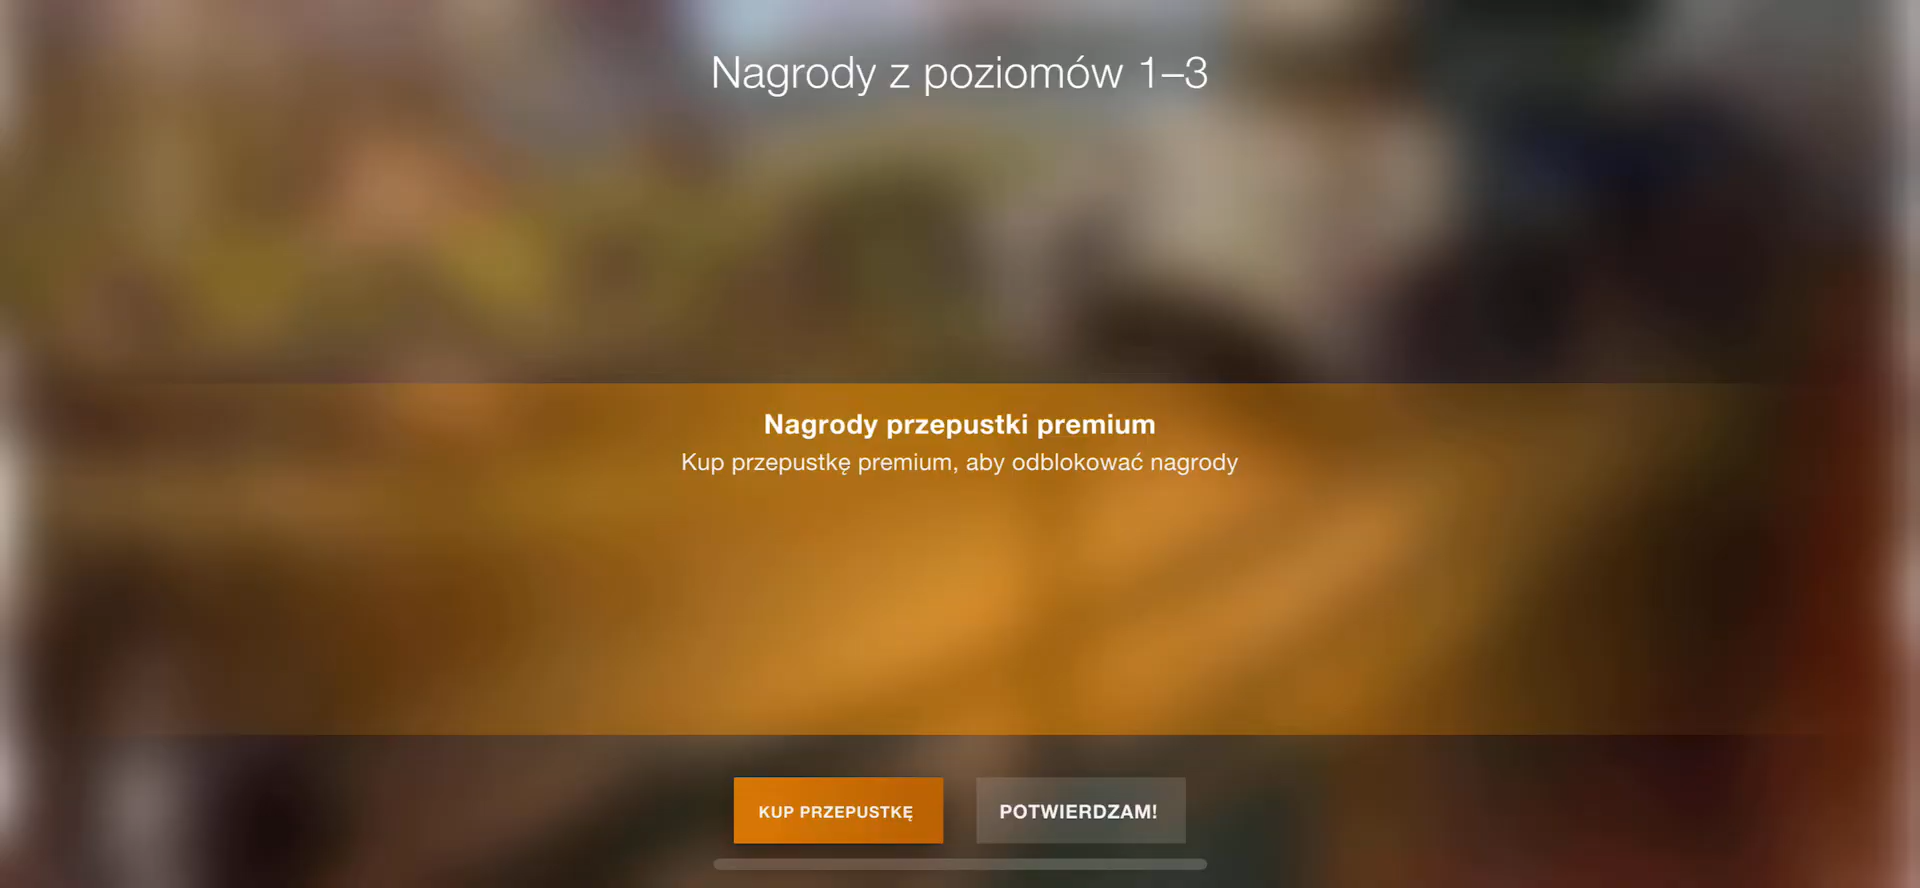 Nagrody z poziomów 1–3
Nagrody przepustki premium
Kup przepustkę premium, aby odblokować nagrody
KUP PRZEPUSTKĘ
POTWIERDZAM!